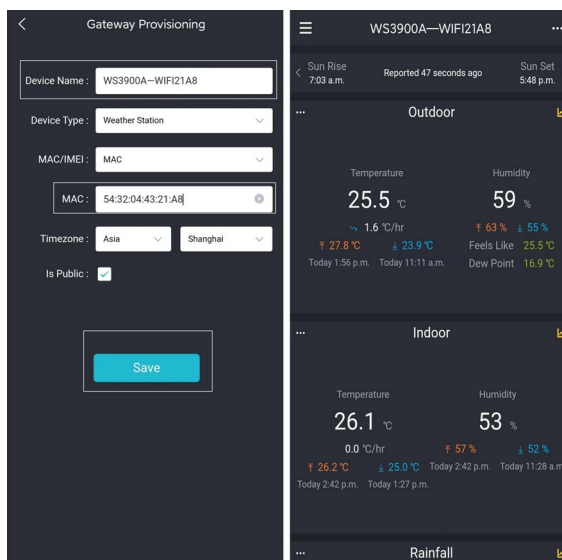 Gateway Provisioning
Device Name : WS3900A—WIFI21A8
Device Type : Weather Station
MAC/IMEI : MAC
MAC : 54:32:04:43:21:A8
Timezone : Asia Shanghai
Is Public :
Save
WS3900A—WIFI21A8
Sun Rise Sun Set
7:03 a.m. Reported 47 seconds ago 5:48 p.m.
Outdoor
Temperature Humidity
25.5 °C 59 %
1.6 °C/hr 63 % 55 %
27.8 °C 23.9 °C Feels Like 25.5 °C
Today 1:56 p.m. Today 11:11 a.m. Dew Point 16.9 °C
Indoor
Temperature Humidity
26.1 °C 53 %
0.0 °C/hr 57 % 52 %
26.2 °C 25.0 °C Today 2:42 p.m. Today 11:28 a.m
Today 2:42 p.m. Today 1:27 p.m.
Rainfall